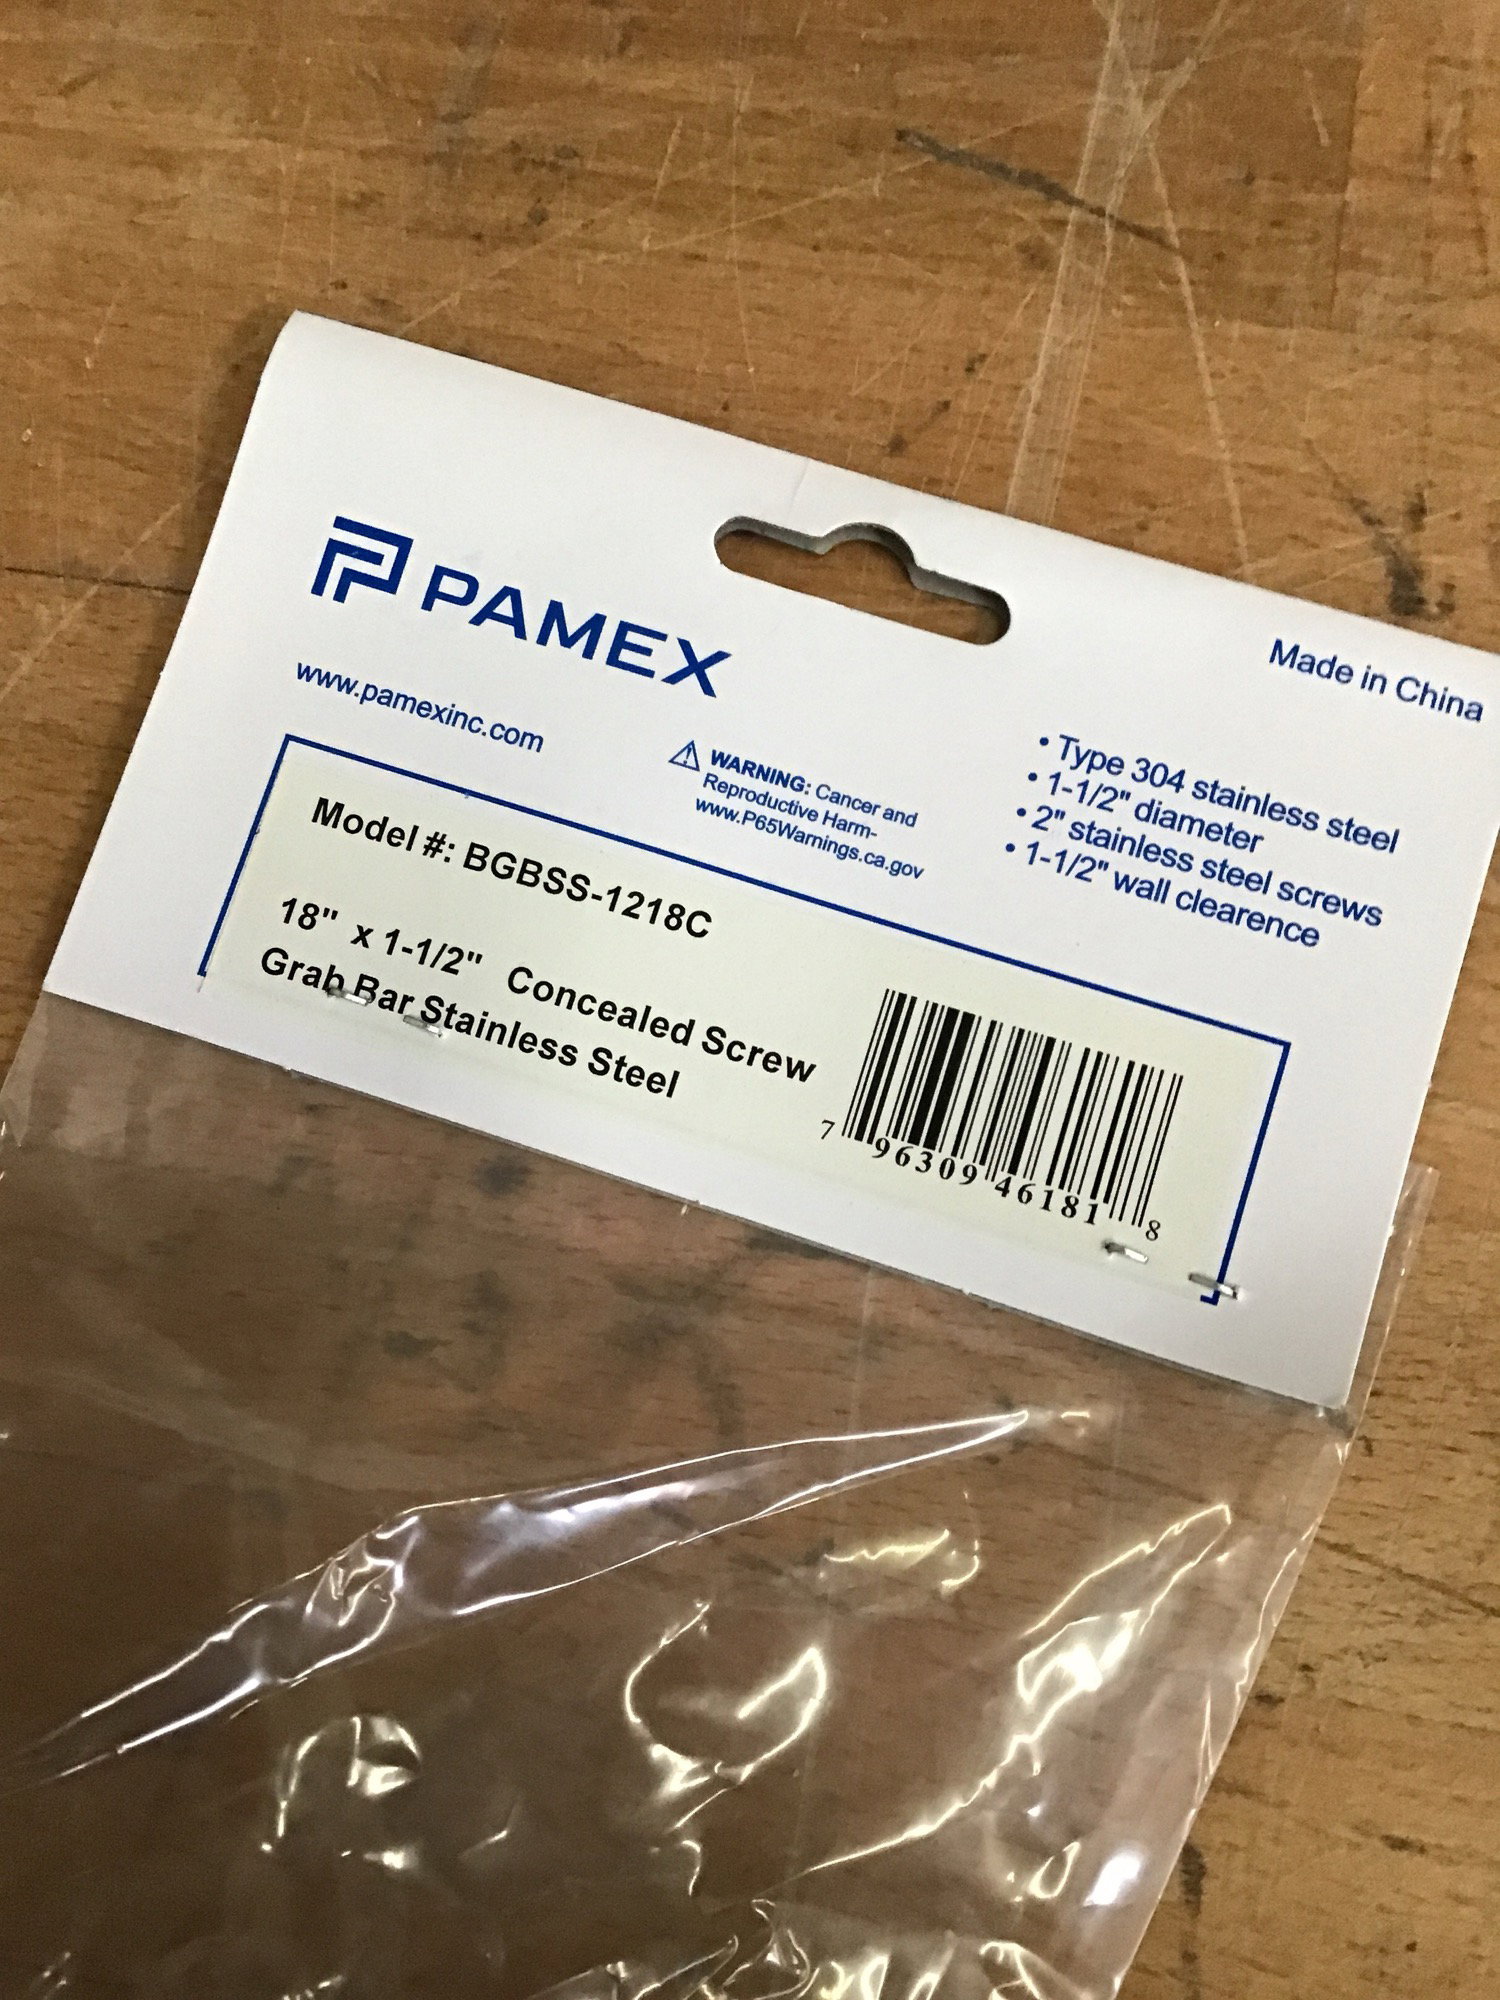 PAMEX
www.pamexinc.com
Made in China
⚠ WARNING: Cancer and
Reproductive Harm-
www.P65Warnings.ca.gov
• Type 304 stainless steel
• 1-1/2" diameter
• 2" stainless steel screws
• 1-1/2" wall clearence
Model #: BGBSS-1218C
18" x 1-1/2" Concealed Screw
Grab Bar Stainless Steel
7 96309 46181 8